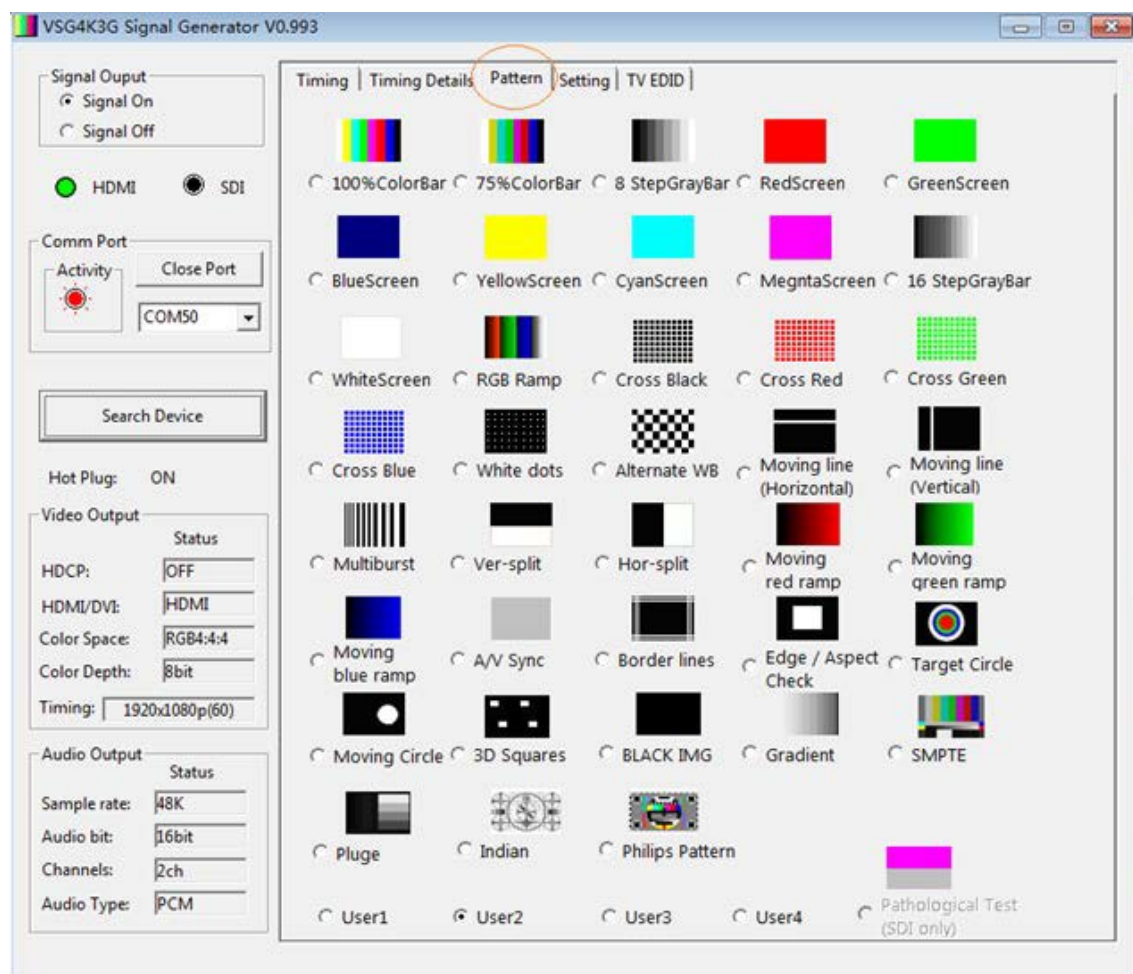 VSG4K3G Signal Generator V0.993
Signal Ouput
Signal On
Signal Off
HDMI SDI
Comm Port
Activity
Close Port
COM50
Search Device
Hot Plug: ON
Video Output
Status
HDCP: OFF
HDMI/DVI: HDMI
Color Space: RGB4:4:4
Color Depth: 8bit
Timing: 1920x1080p(60)
Audio Output
Status
Sample rate: 48K
Audio bit: 16bit
Channels: 2ch
Audio Type: PCM
Timing Timing Details Pattern Setting TV EDID
100%ColorBar 75%ColorBar 8 StepGrayBar RedScreen GreenScreen
BlueScreen YellowScreen CyanScreen MegntaScreen 16 StepGrayBar
WhiteScreen RGB Ramp Cross Black Cross Red Cross Green
Cross Blue White dots Alternate WB Moving line Moving line
(Horizontal) (Vertical)
Multiburst Ver-split Hor-split Moving Moving
red ramp green ramp
Moving A/V Sync Border lines Edge / Aspect Target Circle
blue ramp Check
Moving Circle 3D Squares BLACK IMG Gradient SMPTE
Pluge Indian Philips Pattern
User1 User2 User3 User4 Pathological Test
(SDI only)